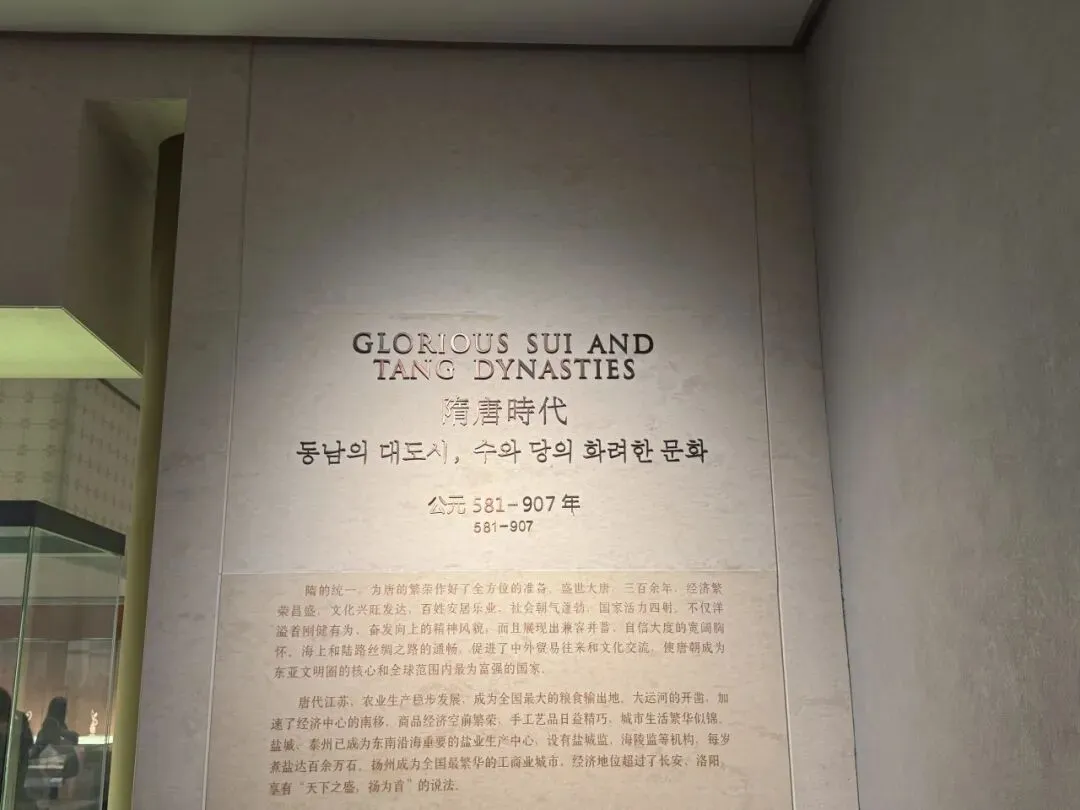 GLORIOUS SUI AND
TANG DYNASTIES
隋唐時代
동남의 대도시, 수와 당의 화려한 문화
公元 581-907 年
581-907
隋的统一，为唐的繁荣作好了全方位的准备。盛世大唐，三百余年，经济繁
荣昌盛，文化兴旺发达，百姓安居乐业，社会朝气蓬勃，国家活力四射，不仅洋
溢着刚健有为、奋发向上的精神风貌，而且展现出兼容并蓄、自信大度的宽阔胸
怀。海上和陆路丝绸之路的通畅，促进了中外贸易往来和文化交流，使唐朝成为
东亚文明圈的核心和全球范围内最为富强的国家。
唐代江苏，农业生产稳步发展，成为全国最大的粮食输出地。大运河的开凿，加
速了经济中心的南移，商品经济空前繁荣，手工艺品日益精巧，城市生活繁华似锦。
盐城、泰州已成为东南沿海重要的盐业生产中心，设有盐城监、海陵监等机构，每岁
煮盐达百余万石。扬州成为全国最繁华的工商业城市，经济地位超过了长安、洛阳，
享有“天下之盛，扬为首”的说法。